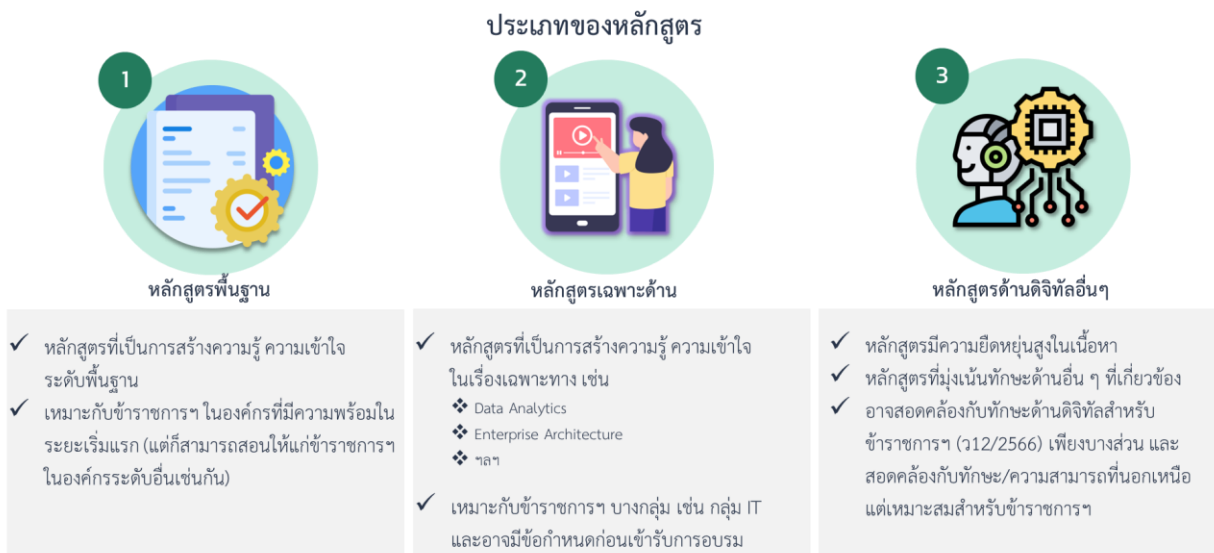 ประเภทของหลักสูตร
1
หลักสูตรพื้นฐาน
✓ หลักสูตรที่เป็นการสร้างความรู้ ความเข้าใจ
ระดับพื้นฐาน
✓ เหมาะกับข้าราชการฯ ในองค์กรที่มีความพร้อมใน
ระยะเริ่มแรก (แต่ก็สามารถสอนให้แก่ข้าราชการฯ
ในองค์กรระดับอื่นเช่นกัน)
2
หลักสูตรเฉพาะด้าน
✓ หลักสูตรที่เป็นการสร้างความรู้ ความเข้าใจ
ในเรื่องเฉพาะทาง เช่น
❖ Data Analytics
❖ Enterprise Architecture
❖ ฯลฯ
✓ เหมาะกับข้าราชการฯ บางกลุ่ม เช่น กลุ่ม IT
และอาจมีข้อกำหนดก่อนเข้ารับการอบรม
3
หลักสูตรด้านดิจิทัลอื่นๆ
✓ หลักสูตรมีความยืดหยุ่นสูงในเนื้อหา
✓ หลักสูตรที่มุ่งเน้นทักษะด้านอื่น ๆ ที่เกี่ยวข้อง
✓ อาจสอดคล้องกับทักษะด้านดิจิทัลสำหรับ
ข้าราชการฯ (ว12/2566) เพียงบางส่วน และ
สอดคล้องกับทักษะ/ความสามารถที่นอกเหนือ
แต่เหมาะสมสำหรับข้าราชการฯ